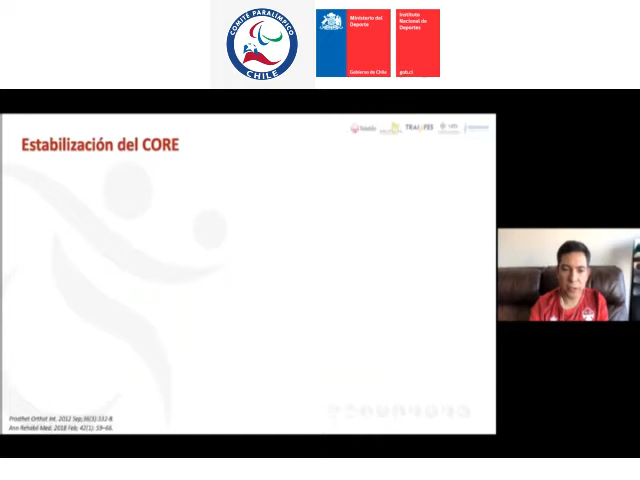 COMITÉ PARALÍMPICO
CHILE
Ministerio del
Deporte
Gobierno de Chile
Instituto
Nacional de
Deportes
gob.cl
Estabilización del CORE
Prosthet Orthot Int. 2012 Sep;36(3):332-8.
Ann Rehabil Med. 2018 Feb; 42(1): 59–66.